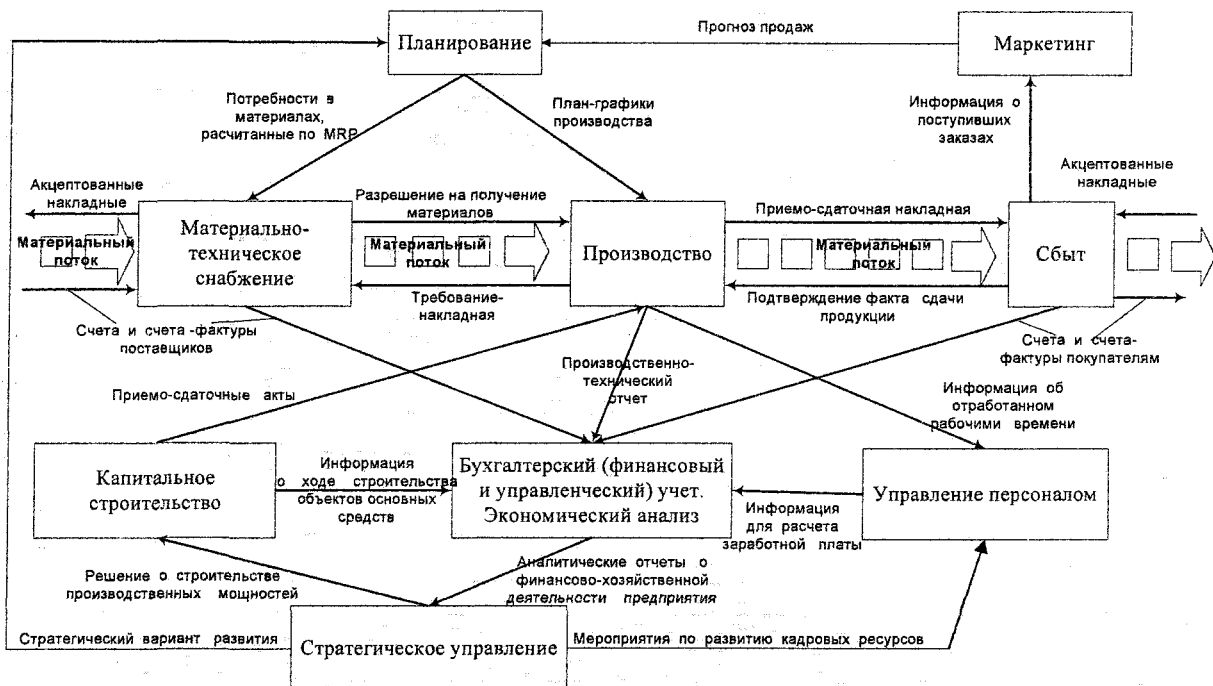 Прогноз продаж
Планирование
Маркетинг
Потребности в
материалах,
расчитанные по MRP
План-графики
производства
Информация о
поступивших
заказах
Акцептованные
накладные
Разрешение на получение
материалов
Приемо-сдаточная накладная
Акцептованные
накладные
Материальный
поток
Материально-
техническое
снабжение
Материальный
поток
Производство
Материальный
поток
Сбыт
Счета и счета-фактуры
поставщиков
Требование-
накладная
Подтверждение факта сдачи
продукции
Счета и счета-
фактуры покупателям
Приемо-сдаточные акты
Производственно-
технический
отчет
Информация об
отработанном
рабочими времени
Капитальное
строительство
Информация
о ходе строительства
объектов основных
средств
Бухгалтерский (финансовый
и управленческий) учет.
Экономический анализ
Информация
для расчета
заработной платы
Управление персоналом
Решение о строительстве
производственных мощностей
Аналитические отчеты о
финансово-хозяйственной
деятельности предприятия
Стратегический вариант развития
Стратегическое управление
Мероприятия по развитию кадровых ресурсов